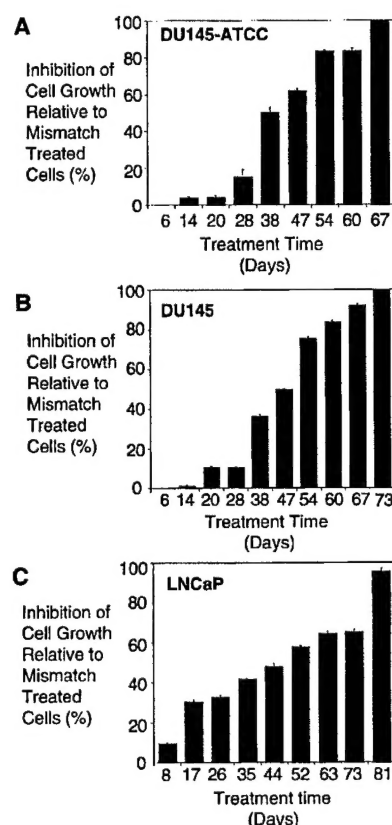 A
DU145-ATCC
Inhibition of
Cell Growth
Relative to
Mismatch
Treated
Cells (%)
100
80
60
40
20
0
6 14 20 28 38 47 54 60 67
Treatment Time
(Days)
B
DU145
Inhibition of
Cell Growth
Relative to
Mismatch
Treated
Cells (%)
100
80
60
40
20
0
6 14 20 28 38 47 54 60 67 73
Treatment Time
(Days)
C
LNCaP
Inhibition of
Cell Growth
Relative to
Mismatch
Treated
Cells (%)
100
80
60
40
20
0
8 17 26 35 44 52 63 73 81
Treatment time
(Days)